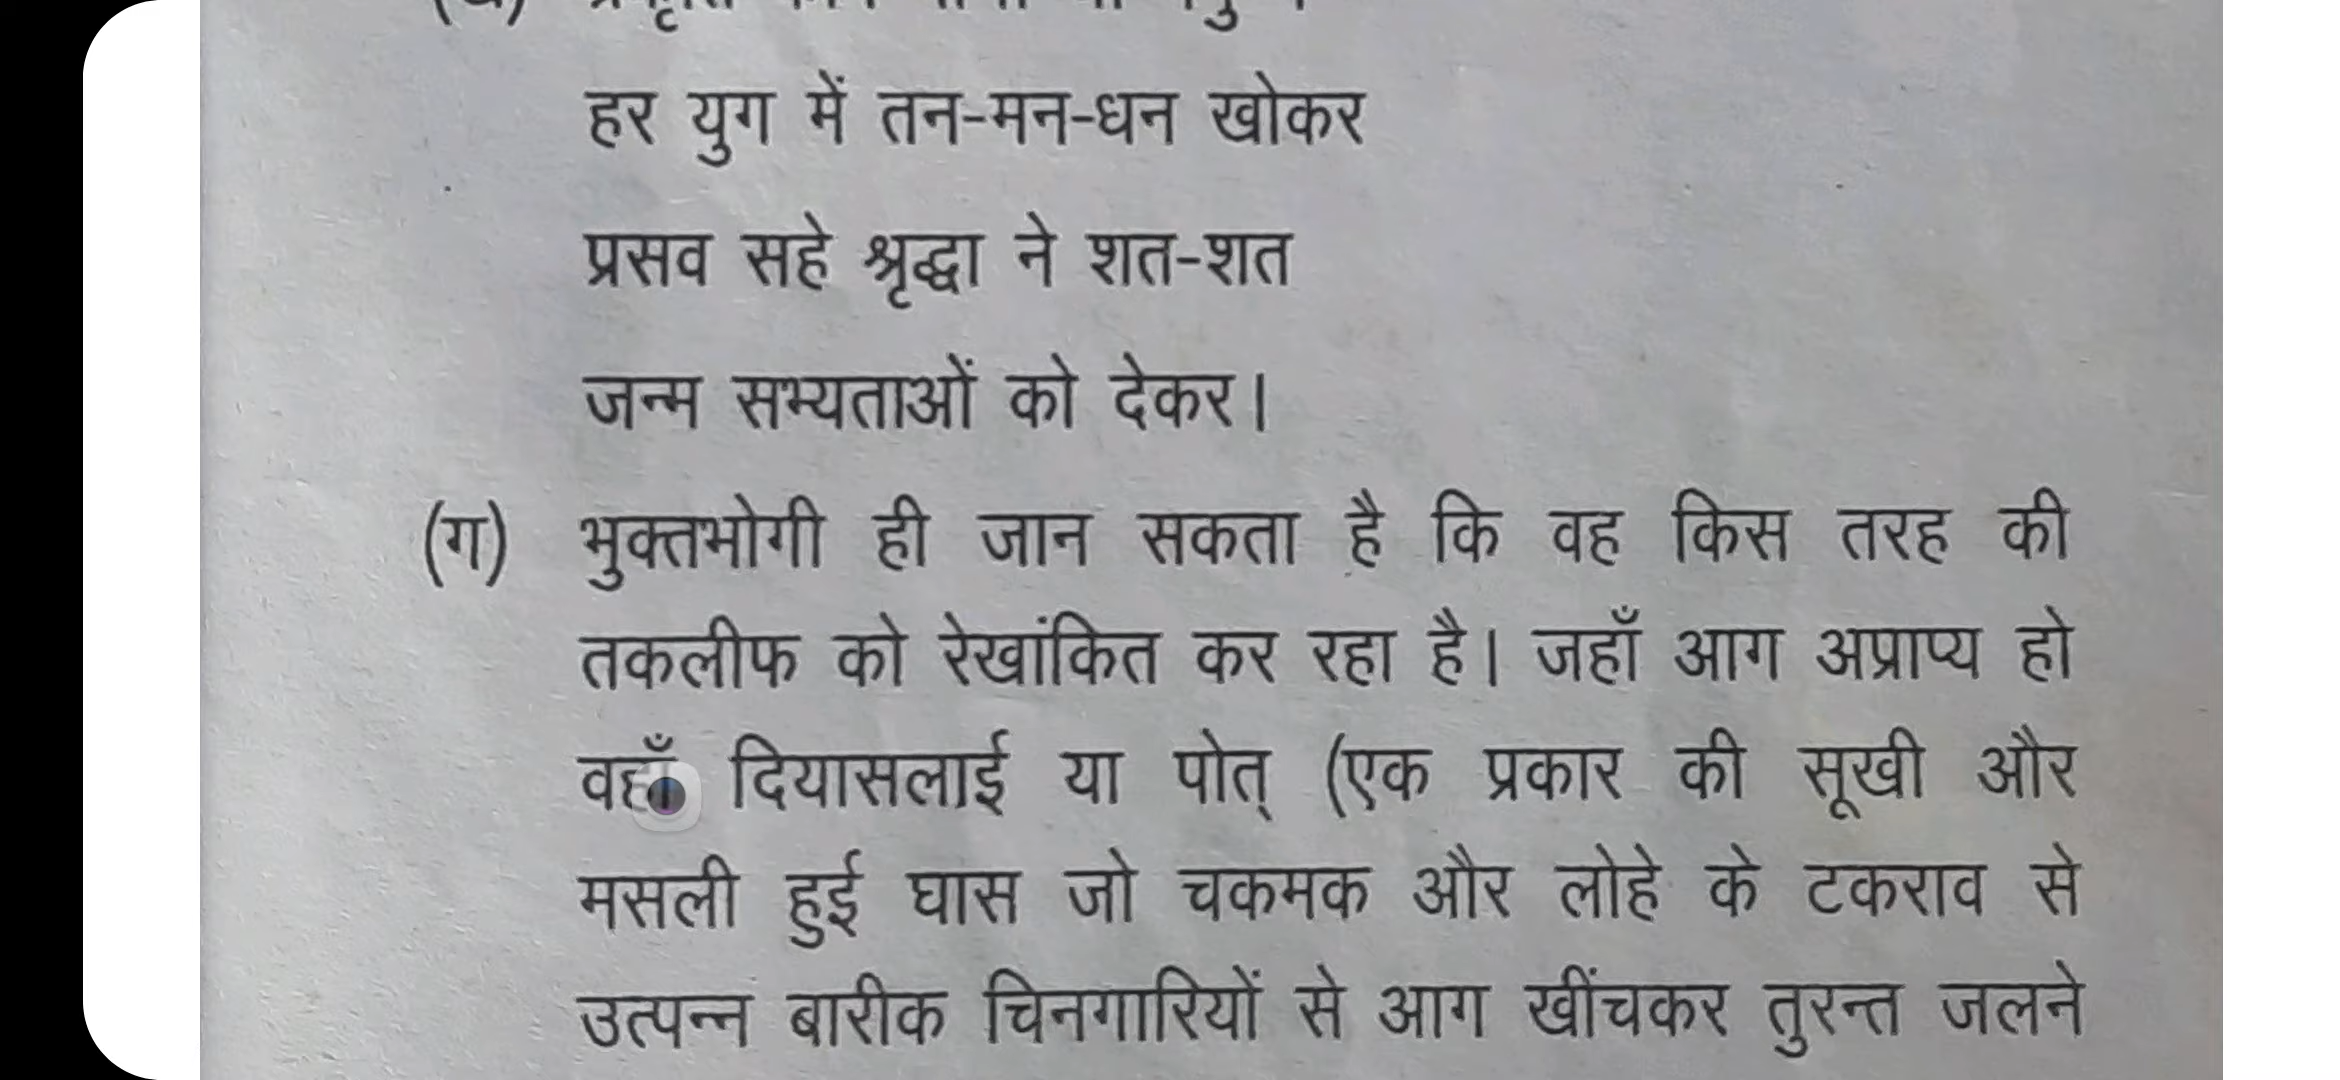 हर युग में तन-मन-धन खोकर
प्रसव सहे श्रृद्धा ने शत-शत
जन्म सभ्यताओं को देकर।
(ग) भुक्तभोगी ही जान सकता है कि वह किस तरह की
तकलीफ को रेखांकित कर रहा है। जहाँ आग अप्राप्य हो
वहाँ दियासलाई या पोत् (एक प्रकार की सूखी और
मसली हुई घास जो चकमक और लोहे के टकराव से
उत्पन्न बारीक चिनगारियों से आग खींचकर तुरन्त जलने